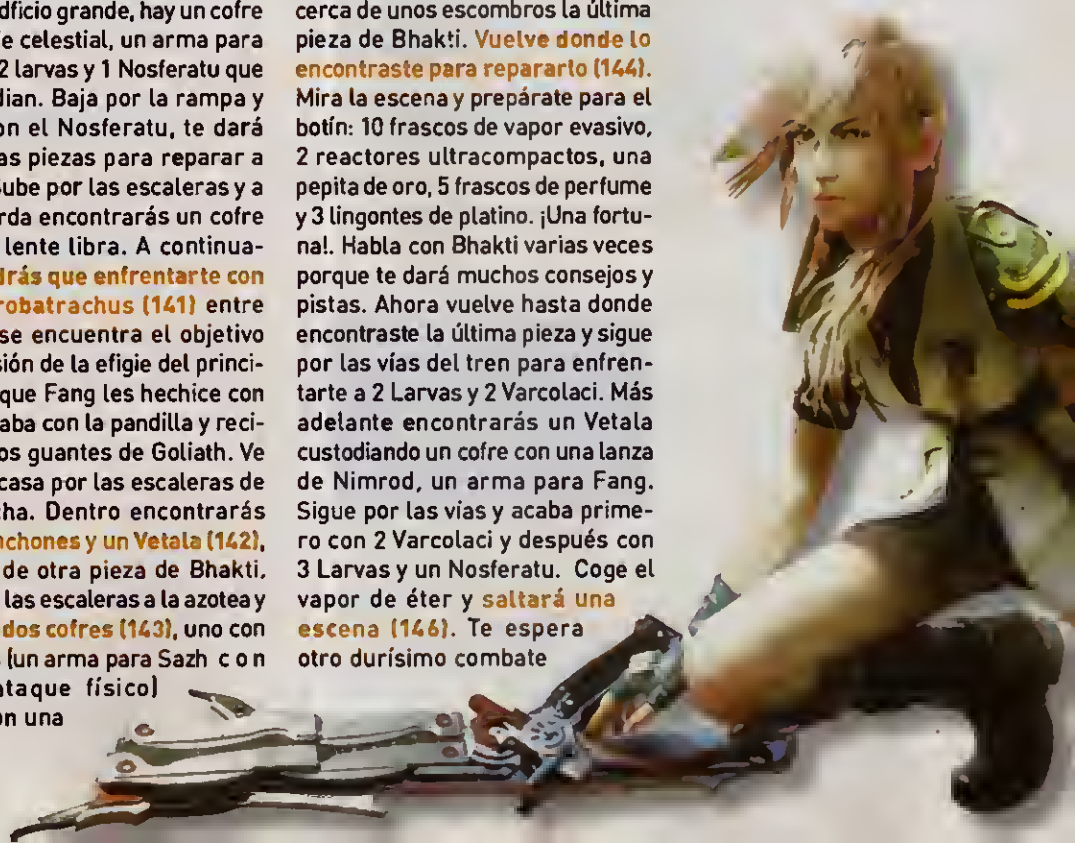 dficio grande, hay un cofre
e celestial, un arma para
2 larvas y 1 Nosferatu que
dian. Baja por la rampa y
on el Nosferatu, te dará
as piezas para reparar a
Sube por las escaleras y a
rda encontrarás un cofre
lente libra. A continua-
drás que enfrentarte con
robatrachus (141) entre
se encuentra el objetivo
sión de la efigie del princi-
que Fang les hechice con
aba con la pandilla y reci-
os guantes de Goliath. Ve
casa por las escaleras de
cha. Dentro encontrarás
nchones y un Vetala (142),
de otra pieza de Bhakti.
las escaleras a la azotea y
dos cofres (143), uno con
(un arma para Sazh con
ataque físico)
on una
cerca de unos escombros la última
pieza de Bhakti. Vuelve donde lo
encontraste para repararlo (144).
Mira la escena y prepárate para el
botín: 10 frascos de vapor evasivo,
2 reactores ultracompactos, una
pepita de oro, 5 frascos de perfume
y 3 lingontes de platino. ¡Una fortu-
na!. Habla con Bhakti varias veces
porque te dará muchos consejos y
pistas. Ahora vuelve hasta donde
encontraste la última pieza y sigue
por las vías del tren para enfren-
tarte a 2 Larvas y 2 Varcolaci. Más
adelante encontrarás un Vetala
custodiando un cofre con una lanza
de Nimrod, un arma para Fang.
Sigue por las vías y acaba prime-
ro con 2 Varcolaci y después con
3 Larvas y un Nosferatu. Coge el
vapor de éter y saltará una
escena (146). Te espera
otro durísimo combate